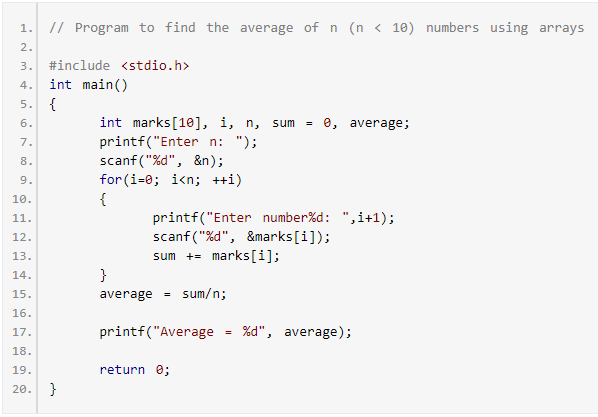 1. // Program to find the average of n (n < 10) numbers using arrays
2.
3. #include <stdio.h>
4. int main()
5. {
6. int marks[10], i, n, sum = 0, average;
7. printf("Enter n: ");
8. scanf("%d", &n);
9. for(i=0; i<n; ++i)
10. {
11. printf("Enter number%d: ",i+1);
12. scanf("%d", &marks[i]);
13. sum += marks[i];
14. }
15. average = sum/n;
16.
17. printf("Average = %d", average);
18.
19. return 0;
20. }